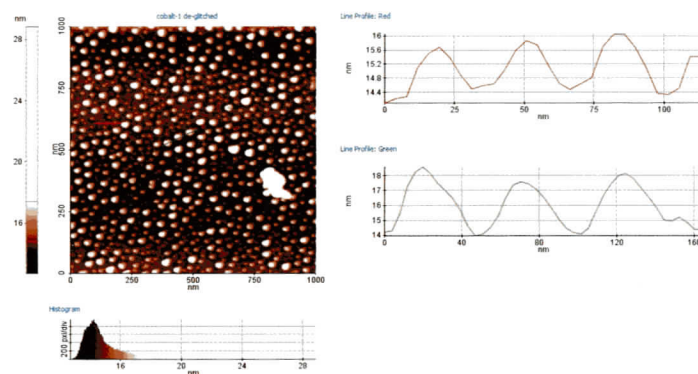 nm
28
24
20
16
cobalt-1 de-glitched
1000
750
500
nm
250
0
0
250
500
750
1000
nm
Line Profile: Red
16
15.6
15.2
14.8
14.4
nm
0
25
50
75
100
nm
Line Profile: Green
18
17
16
15
14
nm
0
40
80
120
160
nm
Histogram
200 pix/div
16
20
24
28
nm